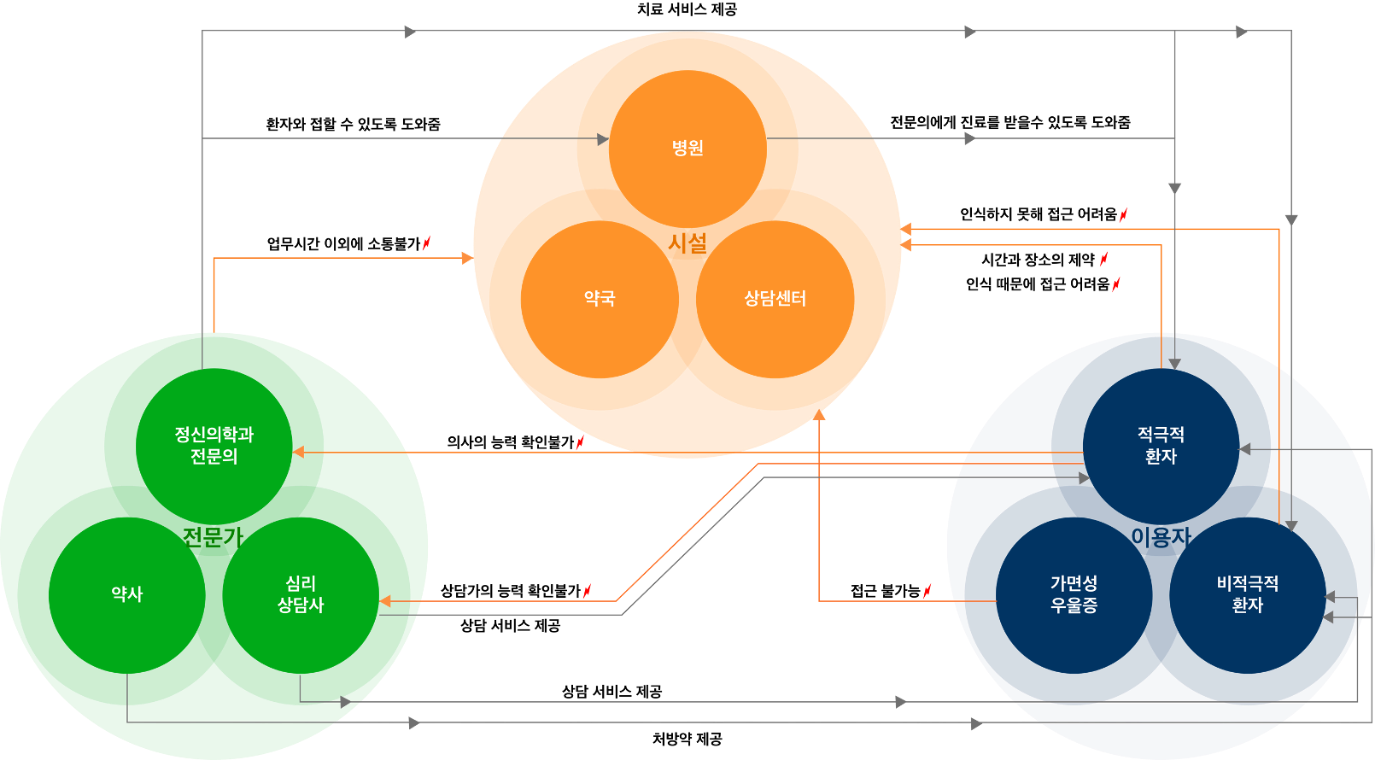 치료 서비스 제공
환자와 접할 수 있도록 도와줌
전문의에게 진료를 받을수 있도록 도와줌
병원
인식하지 못해 접근 어려움
업무시간 이외에 소통불가
시설
시간과 장소의 제약
인식 때문에 접근 어려움
약국
상담센터
정신의학과
전문의
의사의 능력 확인불가
적극적
환자
전문가
이용자
약사
심리
상담사
상담가의 능력 확인불가
상담 서비스 제공
접근 불가능
가면성
우울증
비적극적
환자
상담 서비스 제공
처방약 제공